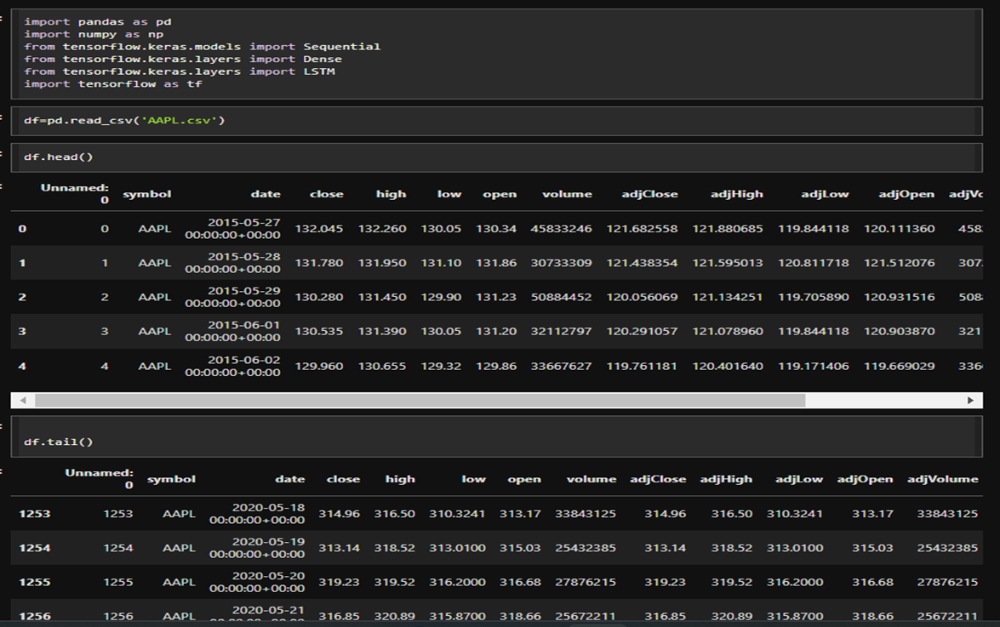 import pandas as pd
import numpy as np
from tensorflow.keras.models import Sequential
from tensorflow.keras.layers import Dense
from tensorflow.keras.layers import LSTM
import tensorflow as tf
df=pd.read_csv('AAPL.csv')
df.head()
Unnamed: 0 symbol date close high low open volume adjClose adjHigh adjLow adjOpen adjVo
0 0 AAPL 2015-05-27 00:00:00+00:00 132.045 132.260 130.05 130.34 45833246 121.682558 121.880685 119.844118 120.111360 458
1 1 AAPL 2015-05-28 00:00:00+00:00 131.780 131.950 131.10 131.86 30733309 121.438354 121.595013 120.811718 121.512076 307
2 2 AAPL 2015-05-29 00:00:00+00:00 130.280 131.450 129.90 131.23 50884452 120.056069 121.134251 119.705890 120.931516 508
3 3 AAPL 2015-06-01 00:00:00+00:00 130.535 131.390 130.05 131.20 32112797 120.291057 121.078960 119.844118 120.903870 321
4 4 AAPL 2015-06-02 00:00:00+00:00 129.960 130.655 129.32 129.86 33667627 119.761181 120.401640 119.171406 119.669029 336
df.tail()
Unnamed: 0 symbol date close high low open volume adjClose adjHigh adjLow adjOpen adjVolume
1253 1253 AAPL 2020-05-18 00:00:00+00:00 314.96 316.50 310.3241 313.17 33843125 314.96 316.50 310.3241 313.17 33843125
1254 1254 AAPL 2020-05-19 00:00:00+00:00 313.14 318.52 313.0100 315.03 25432385 313.14 318.52 313.0100 315.03 25432385
1255 1255 AAPL 2020-05-20 00:00:00+00:00 319.23 319.52 316.2000 316.68 27876215 319.23 319.52 316.2000 316.68 27876215
1256 1256 AAPL 2020-05-21 316.85 320.89 315.8700 318.66 25672211 316.85 320.89 315.8700 318.66 25672211